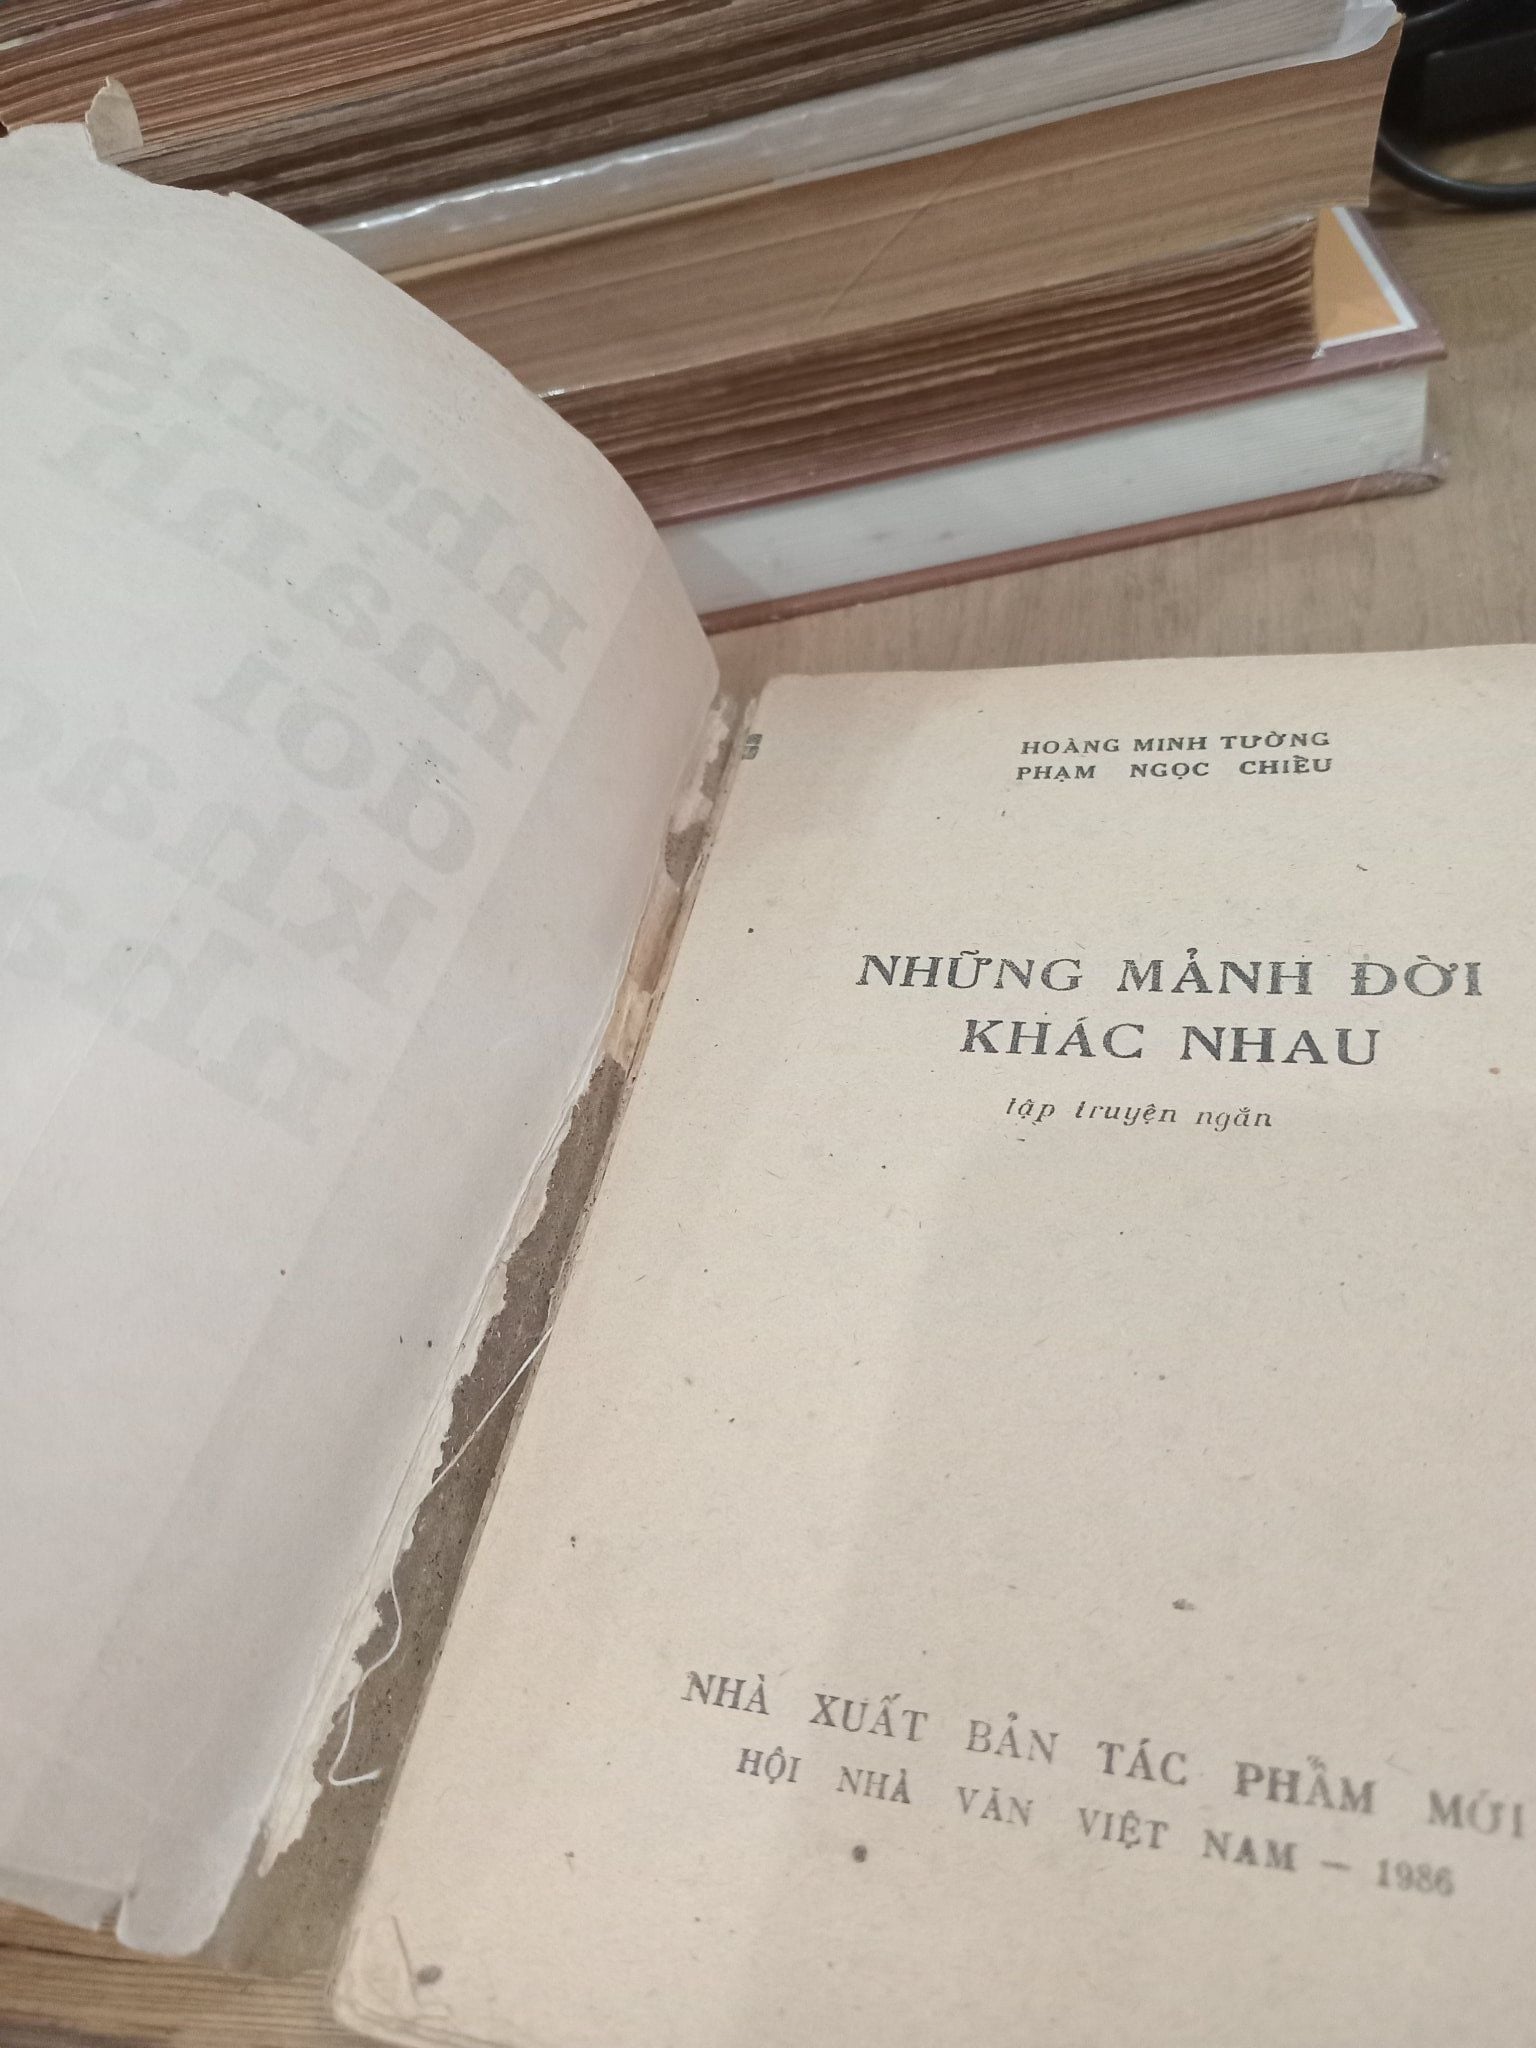 HOÀNG MINH TƯỜNG
PHẠM NGỌC CHIỂU
NHỮNG MẢNH ĐỜI
KHÁC NHAU
tập truyện ngắn
NHÀ XUẤT BẢN TÁC PHẨM MỚI
HỘI NHÀ VĂN VIỆT NAM — 1986